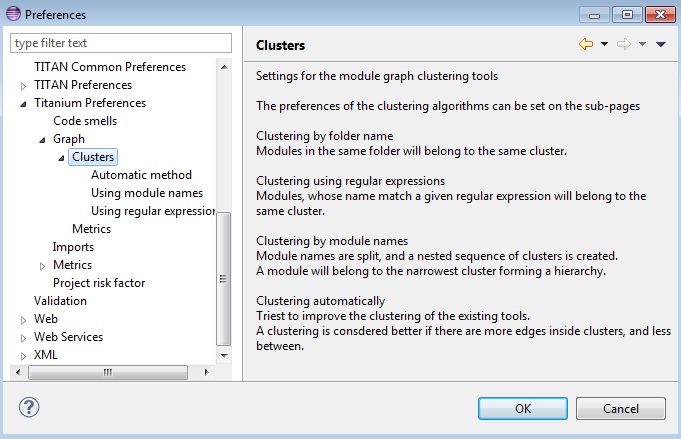 Preferences
type filter text
TITAN Common Preferences
TITAN Preferences
Titanium Preferences
Code smells
Graph
Clusters
Automatic method
Using module names
Using regular expression
Metrics
Imports
Metrics
Project risk factor
Validation
Web
Web Services
XML
Clusters
Settings for the module graph clustering tools
The preferences of the clustering algorithms can be set on the sub-pages
Clustering by folder name
Modules in the same folder will belong to the same cluster.
Clustering using regular expressions
Modules, whose name match a given regular expression will belong to the
same cluster.
Clustering by module names
Module names are split, and a nested sequence of clusters is created.
A module will belong to the narrowest cluster forming a hierarchy.
Clustering automatically
Triest to improve the clustering of the existing tools.
A clustering is consdered better if there are more edges inside clusters, and less
between.
OK
Cancel